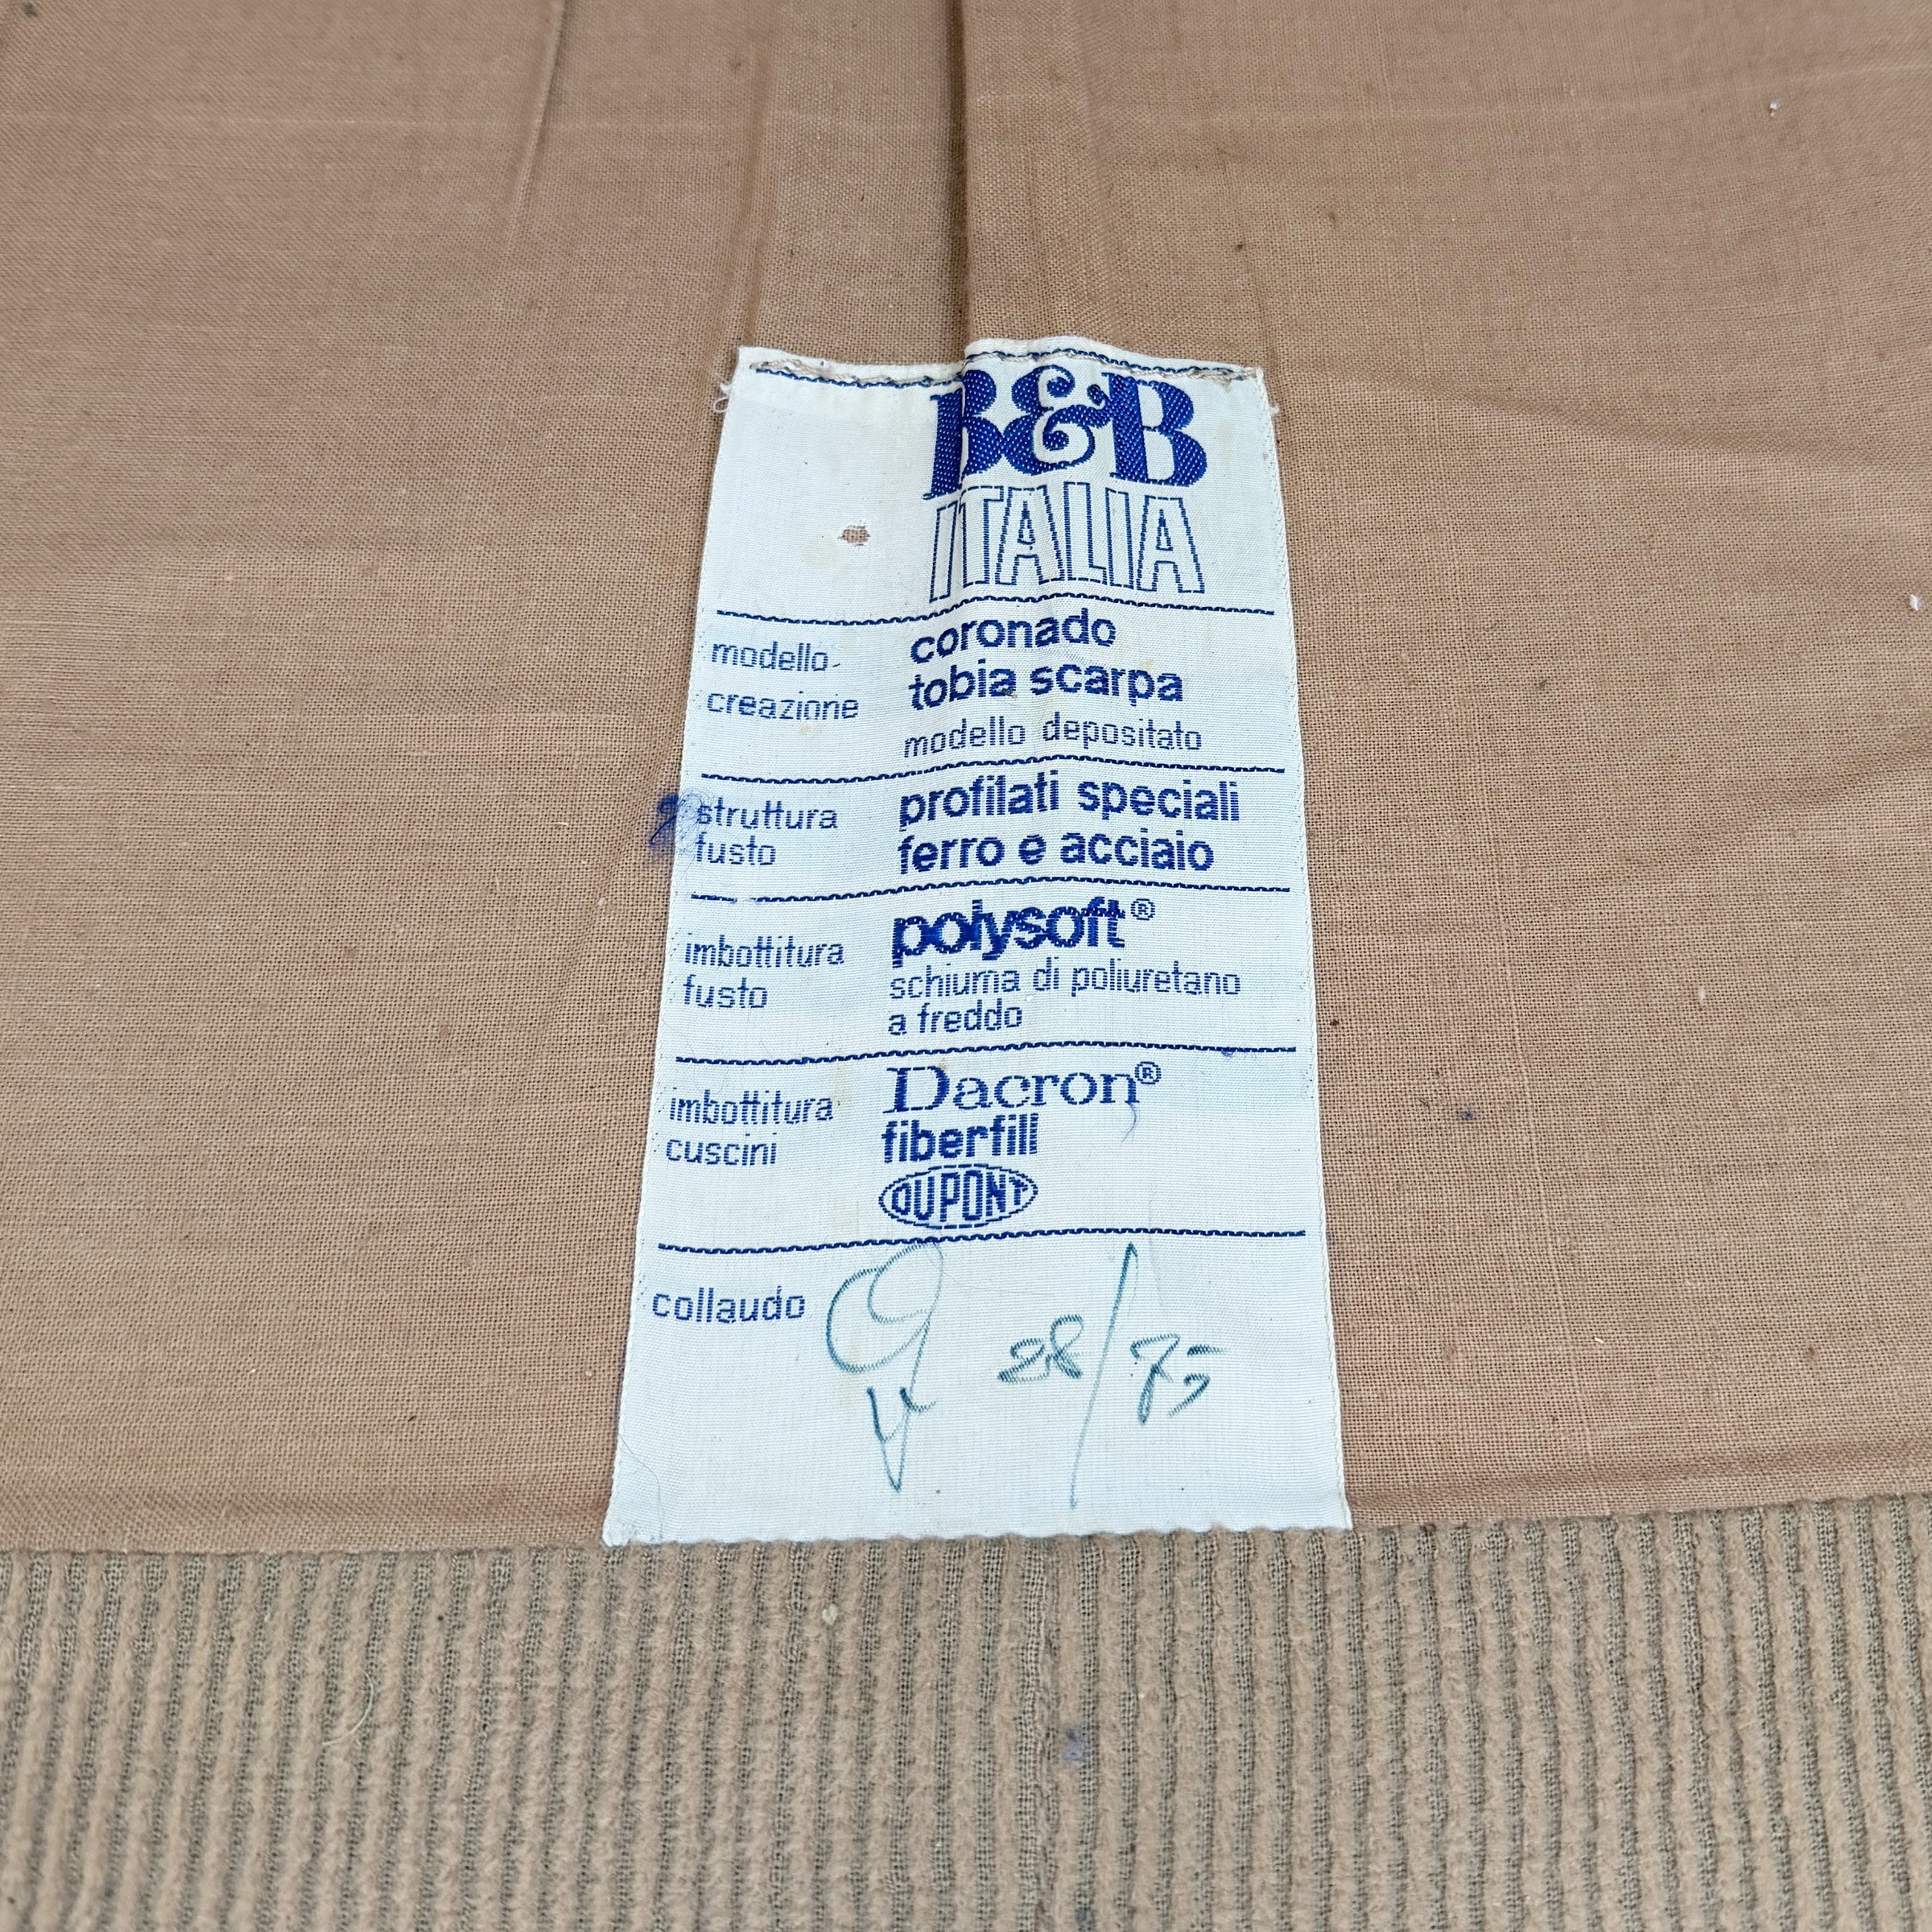 B&B
ITALIA
modello coronado
creazione tobia scarpa
modello depositato
struttura profilati speciali
fusto ferro e acciaio
imbottitura polysoft®
fusto schiuma di poliuretano
a freddo
imbottitura Dacron®
cuscini fiberfill
DUPONT
collaudo 28/75